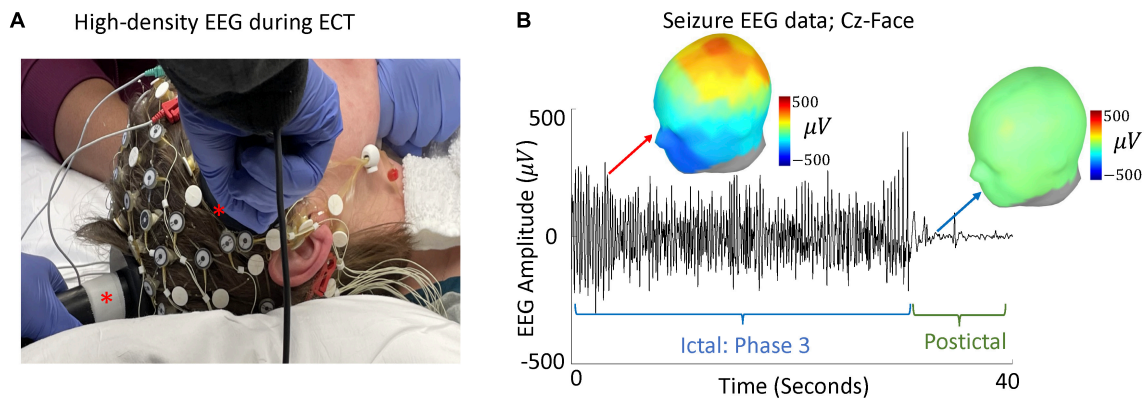 A
High-density EEG during ECT
*
*
B
Seizure EEG data; Cz-Face
500
μV
−500
500
μV
−500
EEG Amplitude (μV)
500
0
-500
Ictal: Phase 3
Postictal
0
40
Time (Seconds)